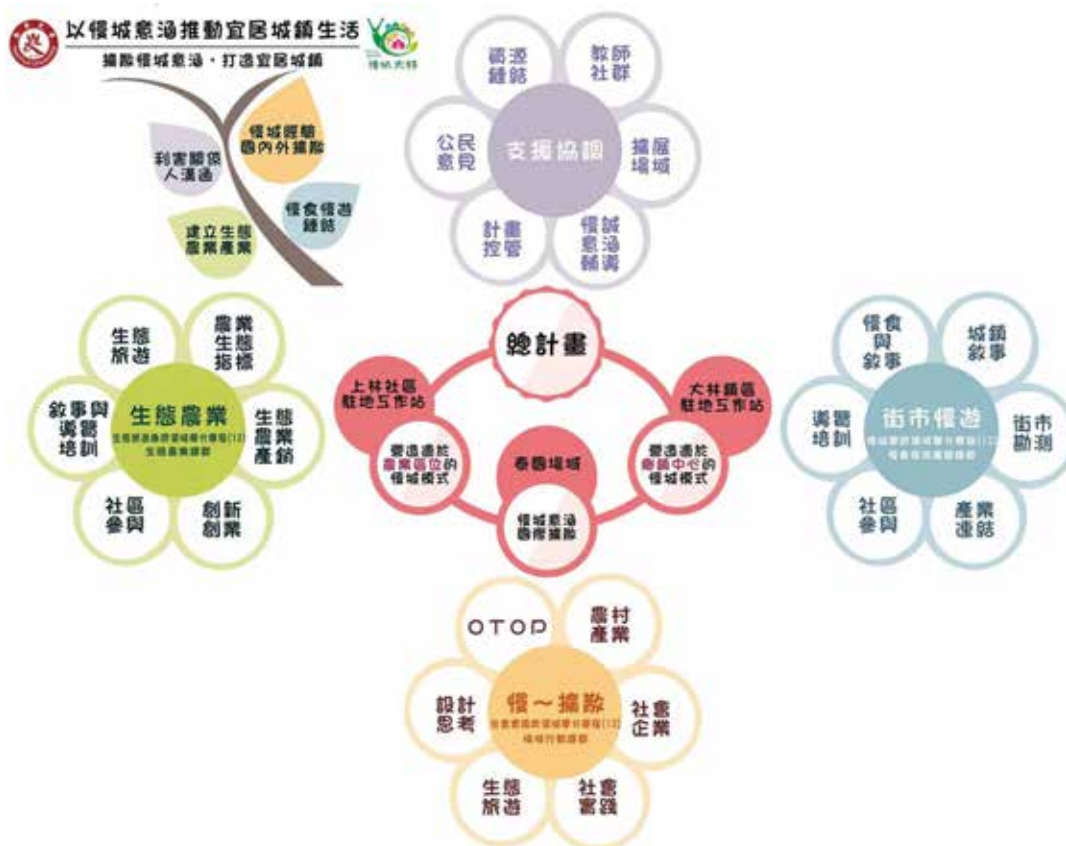 以慢城意涵推動宜居城鎮生活
擴散慢城意涵・打造宜居城鎮
慢城經驗
國內外擴散
利害關係
人溝通
慢食慢遊
鏈結
建立生態
農業產業
支援協調
資源
鏈結
教師
社群
公民
意見
擴展
場域
計畫
控管
慢誠
意涵
輔導
總計畫
上林社區
駐地工作站
大林鎮區
駐地工作站
營造適於
農業區位的
慢城模式
泰國場域
營造適於
鄉鎮中心的
慢城模式
慢城意涵
國際擴散
生態
旅遊
農業
生態
指標
敘事與
導覽
培訓
生態農業
生態
農業
產銷
社區
參與
創新
創業
慢食
與
敘事
城鎮
敘事
導覽
培訓
街市慢遊
街市
勘測
社區
參與
產業
連結
OTOP
農村
產業
設計
思考
慢～擴散
社會
企業
生態
旅遊
社會
實踐